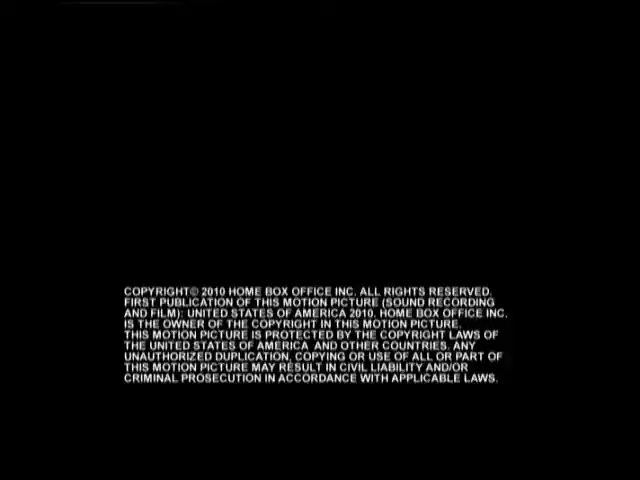 COPYRIGHT© 2010 HOME BOX OFFICE INC. ALL RIGHTS RESERVED.
FIRST PUBLICATION OF THIS MOTION PICTURE (SOUND RECORDING
AND FILM): UNITED STATES OF AMERICA 2010. HOME BOX OFFICE INC.
IS THE OWNER OF THE COPYRIGHT IN THIS MOTION PICTURE.
THIS MOTION PICTURE IS PROTECTED BY THE COPYRIGHT LAWS OF
THE UNITED STATES OF AMERICA AND OTHER COUNTRIES. ANY
UNAUTHORIZED DUPLICATION, COPYING OR USE OF ALL OR PART OF
THIS MOTION PICTURE MAY RESULT IN CIVIL LIABILITY AND/OR
CRIMINAL PROSECUTION IN ACCORDANCE WITH APPLICABLE LAWS.